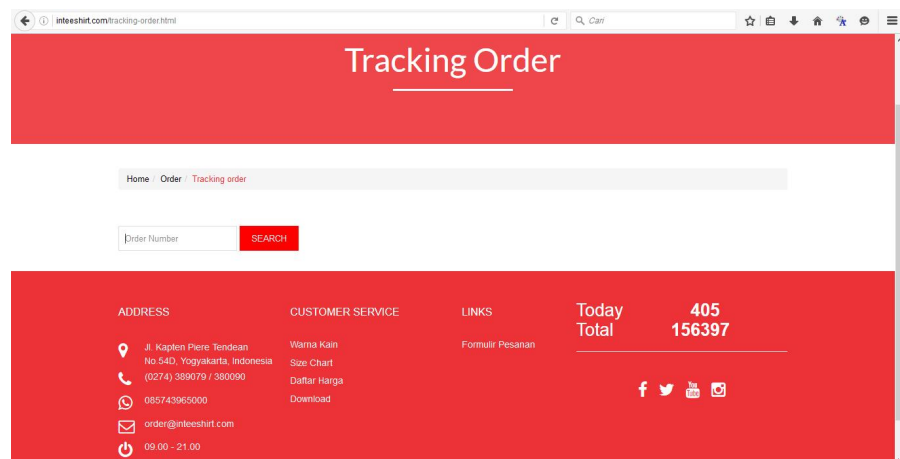 inteeshirt.com/tracking-order.html
Cari
Tracking Order
Home / Order / Tracking order
Order Number
SEARCH
ADDRESS
Jl. Kapten Piere Tendean
No.54D, Yogyakarta, Indonesia
(0274) 389079 / 380090
085743965000
order@inteeshirt.com
09.00 - 21.00
CUSTOMER SERVICE
Warna Kain
Size Chart
Daftar Harga
Download
LINKS
Formulir Pesanan
Today 405
Total 156397
You
Tube